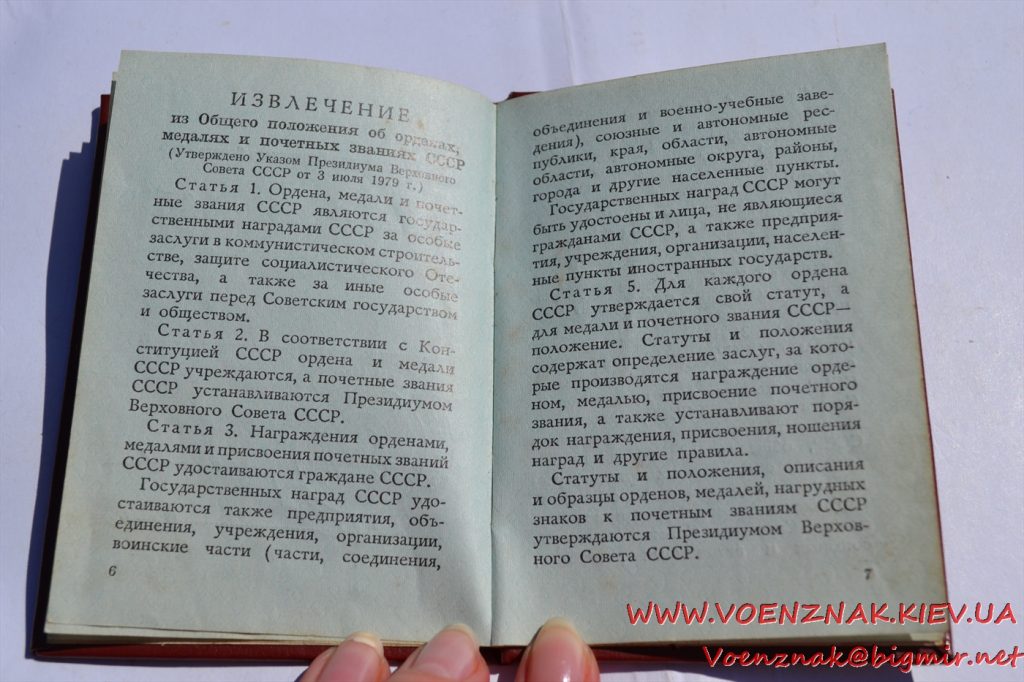 ИЗВЛЕЧЕНИЕ
из Общего положения об орденах,
медалях и почетных званиях СССР
(Утверждено Указом Президиума Верховного
Совета СССР от 3 июля 1979 г.)
Статья 1. Ордена, медали и почет-
ные звания СССР являются государ-
ственными наградами СССР за особые
заслуги в коммунистическом строитель-
стве, защите социалистического Оте-
чества, а также за иные особые
заслуги перед Советским государством
и обществом.
Статья 2. В соответствии с Кон-
ституцией СССР ордена и медали
СССР учреждаются, а почетные звания
СССР устанавливаются Президиумом
Верховного Совета СССР.
Статья 3. Награждения орденами,
медалями и присвоения почетных званий
СССР удостаиваются граждане СССР.
Государственных наград СССР удо-
стаиваются также предприятия, объ-
единения, учреждения, организации,
воинские части (части, соединения,
6
объединения и военно-учебные заве-
дения), союзные и автономные рес-
публики, края, области, автономные
области, автономные округа, районы,
города и другие населенные пункты.
Государственных наград СССР могут
быть удостоены и лица, не являющиеся
гражданами СССР, а также предприя-
тия, учреждения, организации, населен-
ные пункты иностранных государств.
Статья 5. Для каждого ордена
СССР утверждается свой статут, а
для медали и почетного звания СССР—
положение. Статуты и положения
содержат определение заслуг, за кото-
рые производятся награждение орде-
ном, медалью, присвоение почетного
звания, а также устанавливают поря-
док награждения, присвоения, ношения
наград и другие правила.
Статуты и положения, описания
и образцы орденов, медалей, нагрудных
знаков к почетным званиям СССР
утверждаются Президиумом Верхов-
ного Совета СССР.
7
WWW.VOENZNAK.KIEV.UA
Voenznak@bigmir.net